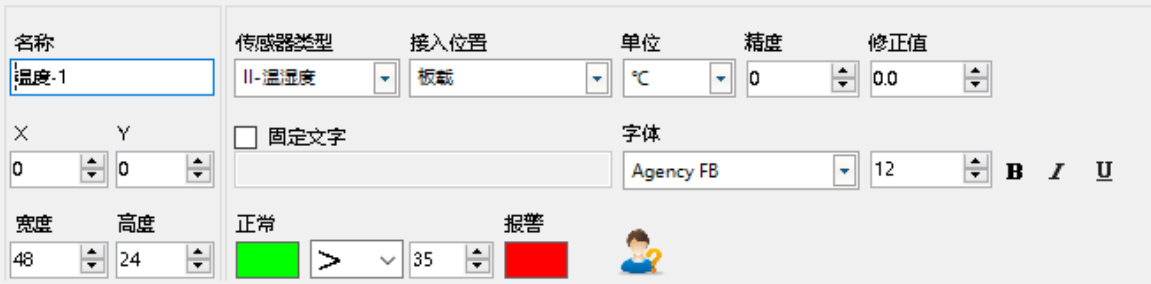 名称
温度-1
传感器类型 接入位置 单位 精度 修正值
II-温湿度 板载 ℃ 0 0.0
X Y
0 0
固定文字
字体
Agency FB 12 B I U
宽度 高度
48 24
正常 报警
> 35